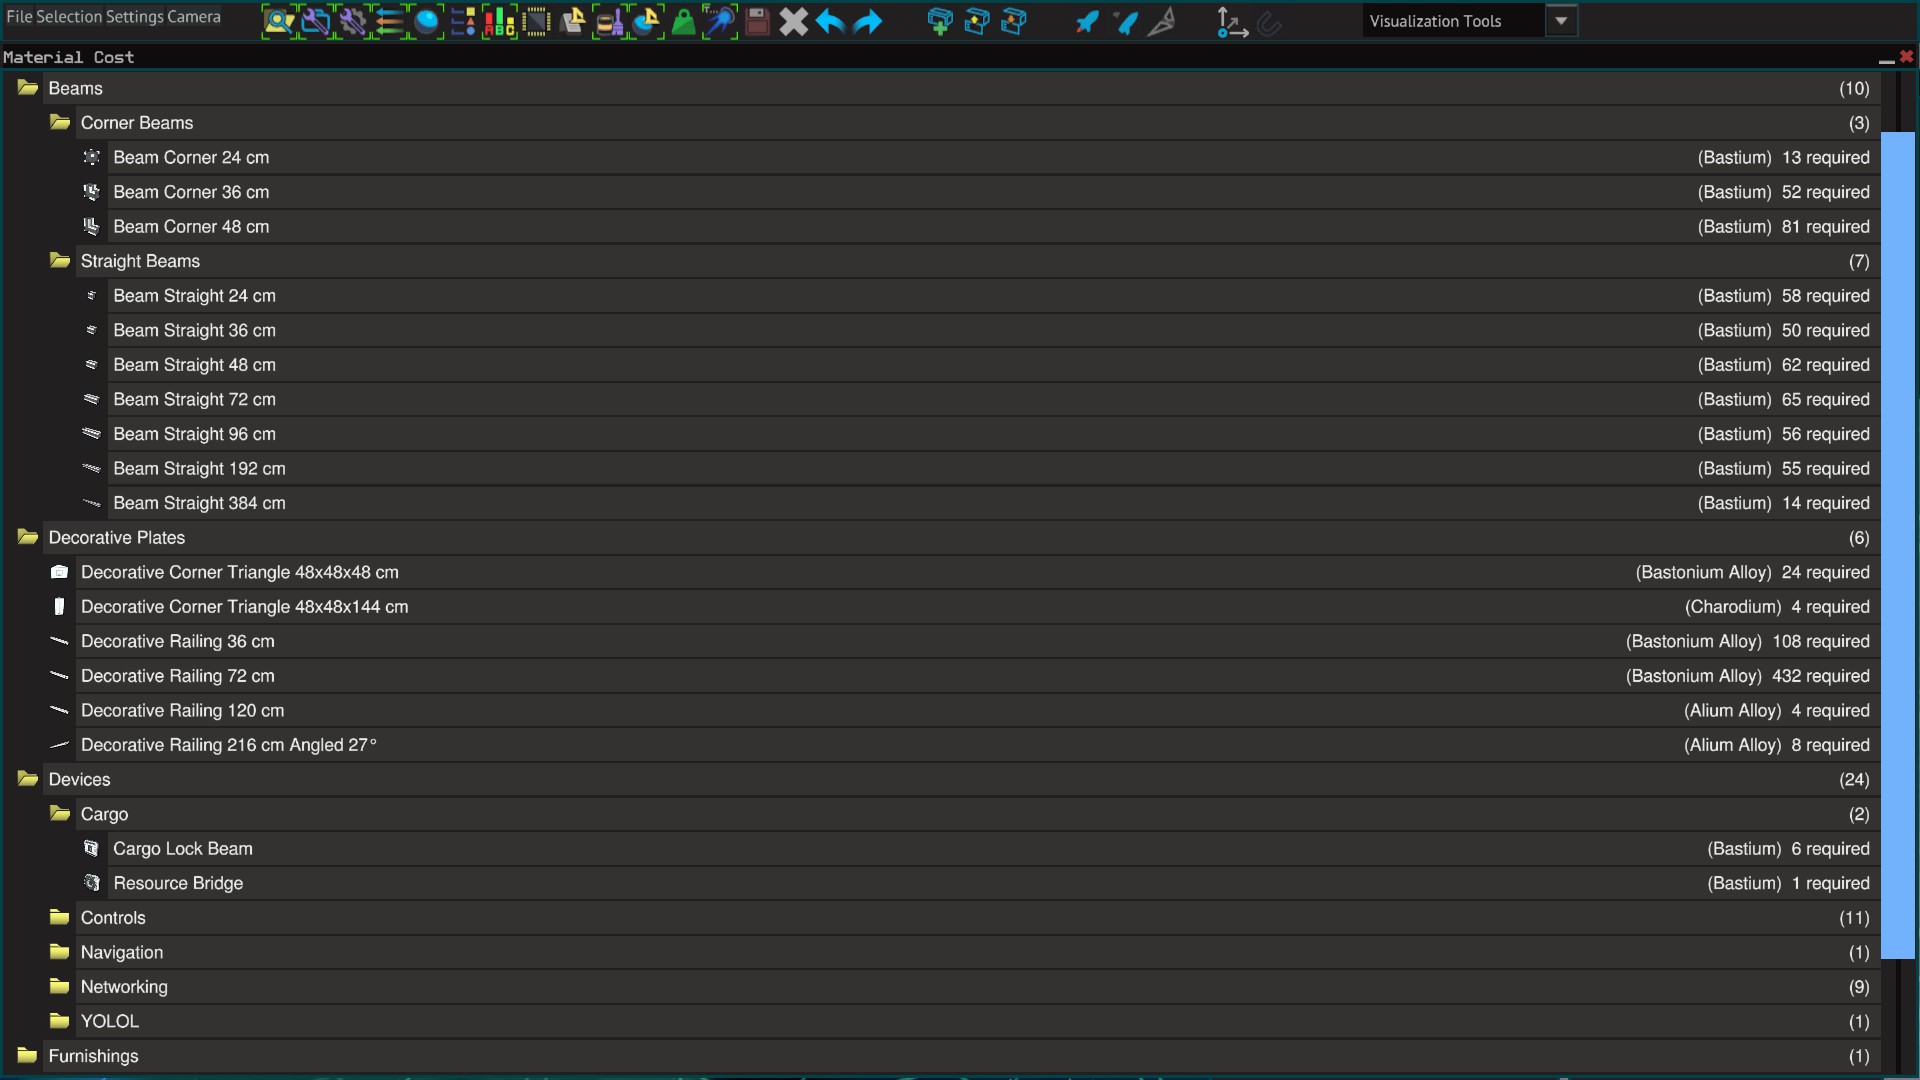 File Selection Settings Camera
Visualization Tools
Material Cost
Beams (10)
Corner Beams (3)
Beam Corner 24 cm (Bastium) 13 required
Beam Corner 36 cm (Bastium) 52 required
Beam Corner 48 cm (Bastium) 81 required
Straight Beams (7)
Beam Straight 24 cm (Bastium) 58 required
Beam Straight 36 cm (Bastium) 50 required
Beam Straight 48 cm (Bastium) 62 required
Beam Straight 72 cm (Bastium) 65 required
Beam Straight 96 cm (Bastium) 56 required
Beam Straight 192 cm (Bastium) 55 required
Beam Straight 384 cm (Bastium) 14 required
Decorative Plates (6)
Decorative Corner Triangle 48x48x48 cm (Bastonium Alloy) 24 required
Decorative Corner Triangle 48x48x144 cm (Charodium) 4 required
Decorative Railing 36 cm (Bastonium Alloy) 108 required
Decorative Railing 72 cm (Bastonium Alloy) 432 required
Decorative Railing 120 cm (Alium Alloy) 4 required
Decorative Railing 216 cm Angled 27° (Alium Alloy) 8 required
Devices (24)
Cargo (2)
Cargo Lock Beam (Bastium) 6 required
Resource Bridge (Bastium) 1 required
Controls (11)
Navigation (1)
Networking (9)
YOLOL (1)
Furnishings (1)